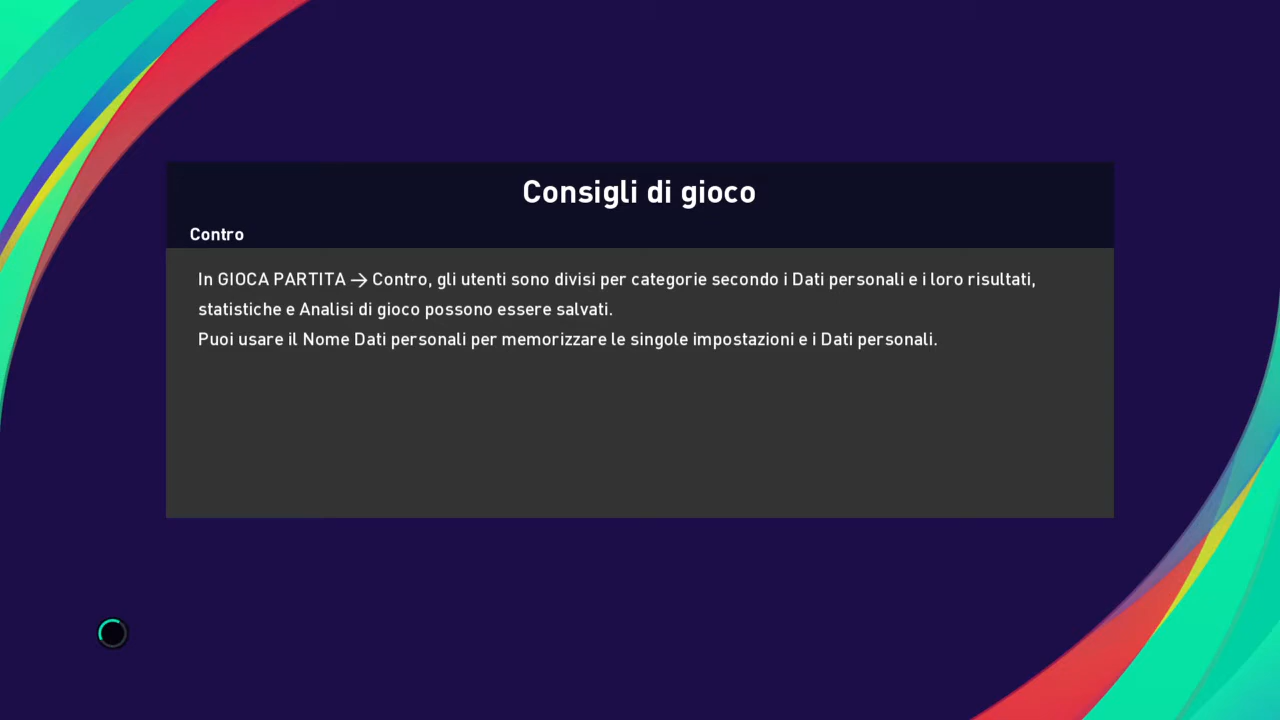 Consigli di gioco
Contro
In GIOCA PARTITA → Contro, gli utenti sono divisi per categorie secondo i Dati personali e i loro risultati,
statistiche e Analisi di gioco possono essere salvati.
Puoi usare il Nome Dati personali per memorizzare le singole impostazioni e i Dati personali.